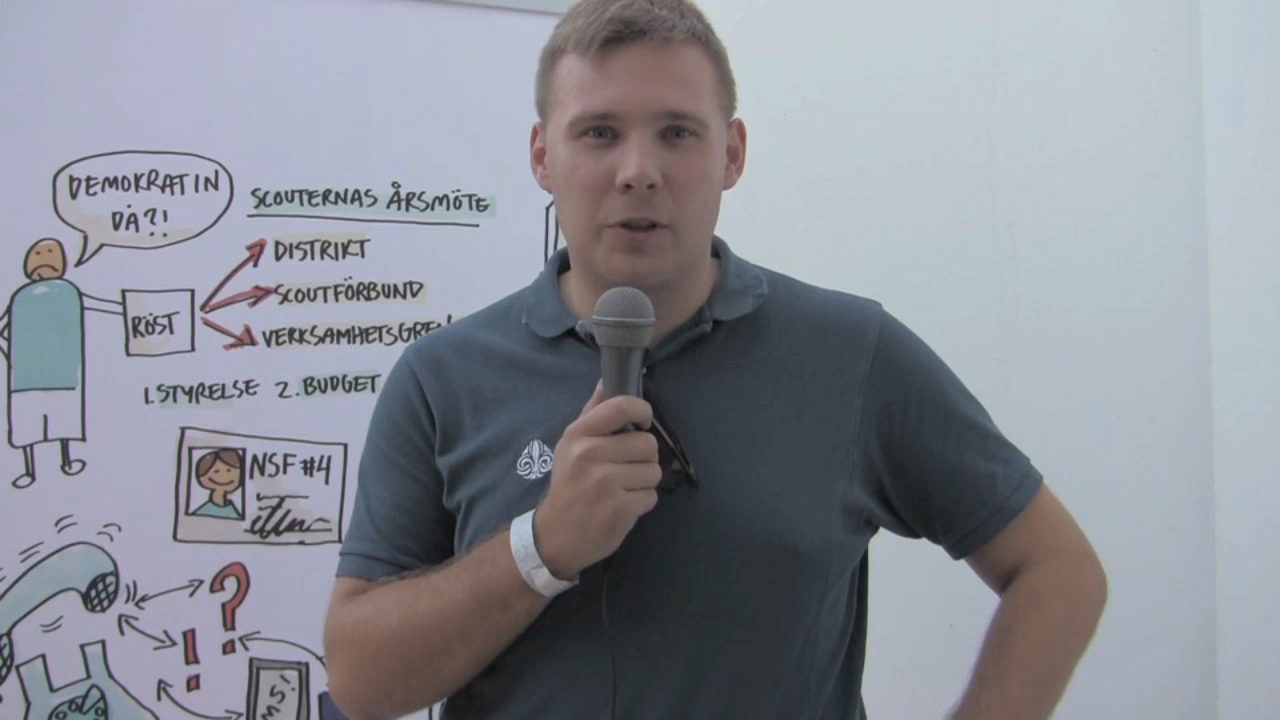 DEMOKRATIN
DÅ?!
SCOUTERNAS ÅRSMÖTE
DISTRIKT
SCOUTFÖRBUND
RÖST
1. STYRELSE 2. BUDGET
NSF #4
?
!